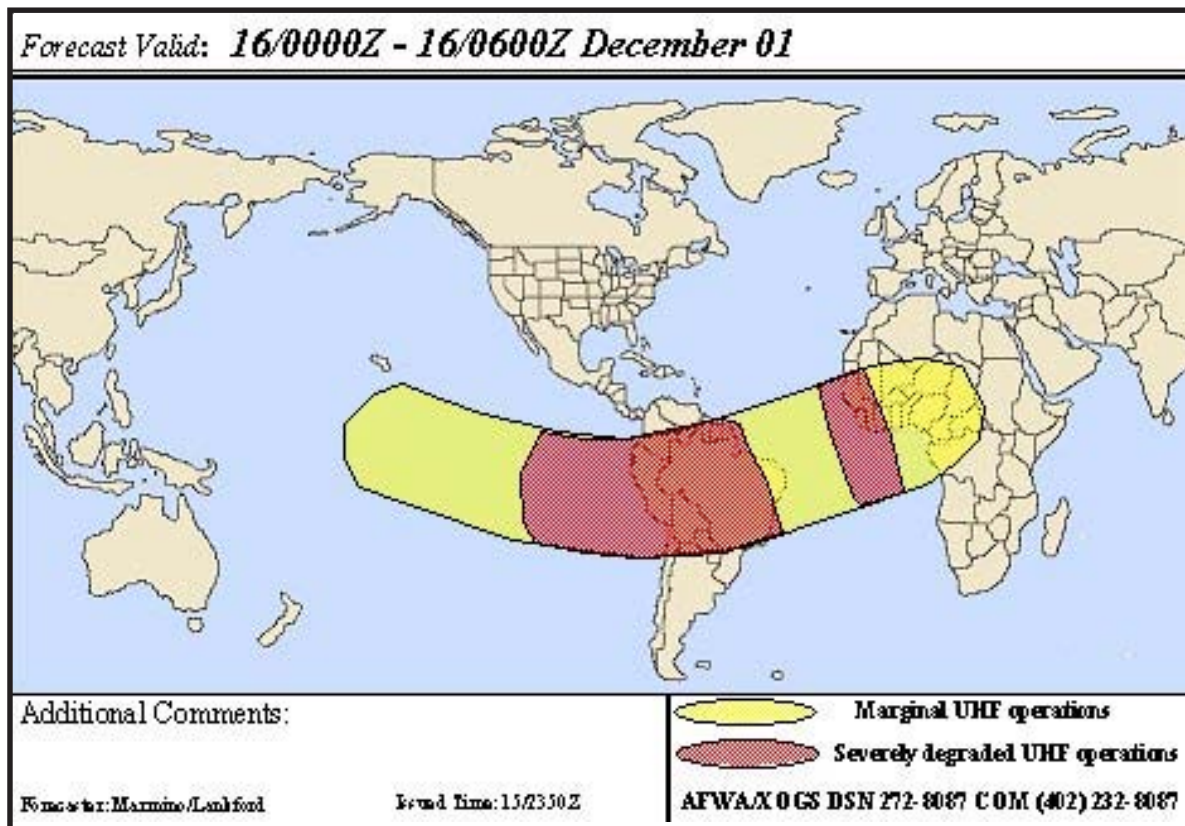 Forecast Valid: 16/0000Z - 16/0600Z December 01
Additional Comments:
Marginal UHF operations
Severely degraded UHF operations
Forecaster: Marmino/Lankford
Issued Time: 15/2350Z
AFWA/XOGS DSN 272-8087 COM (402) 232-8087